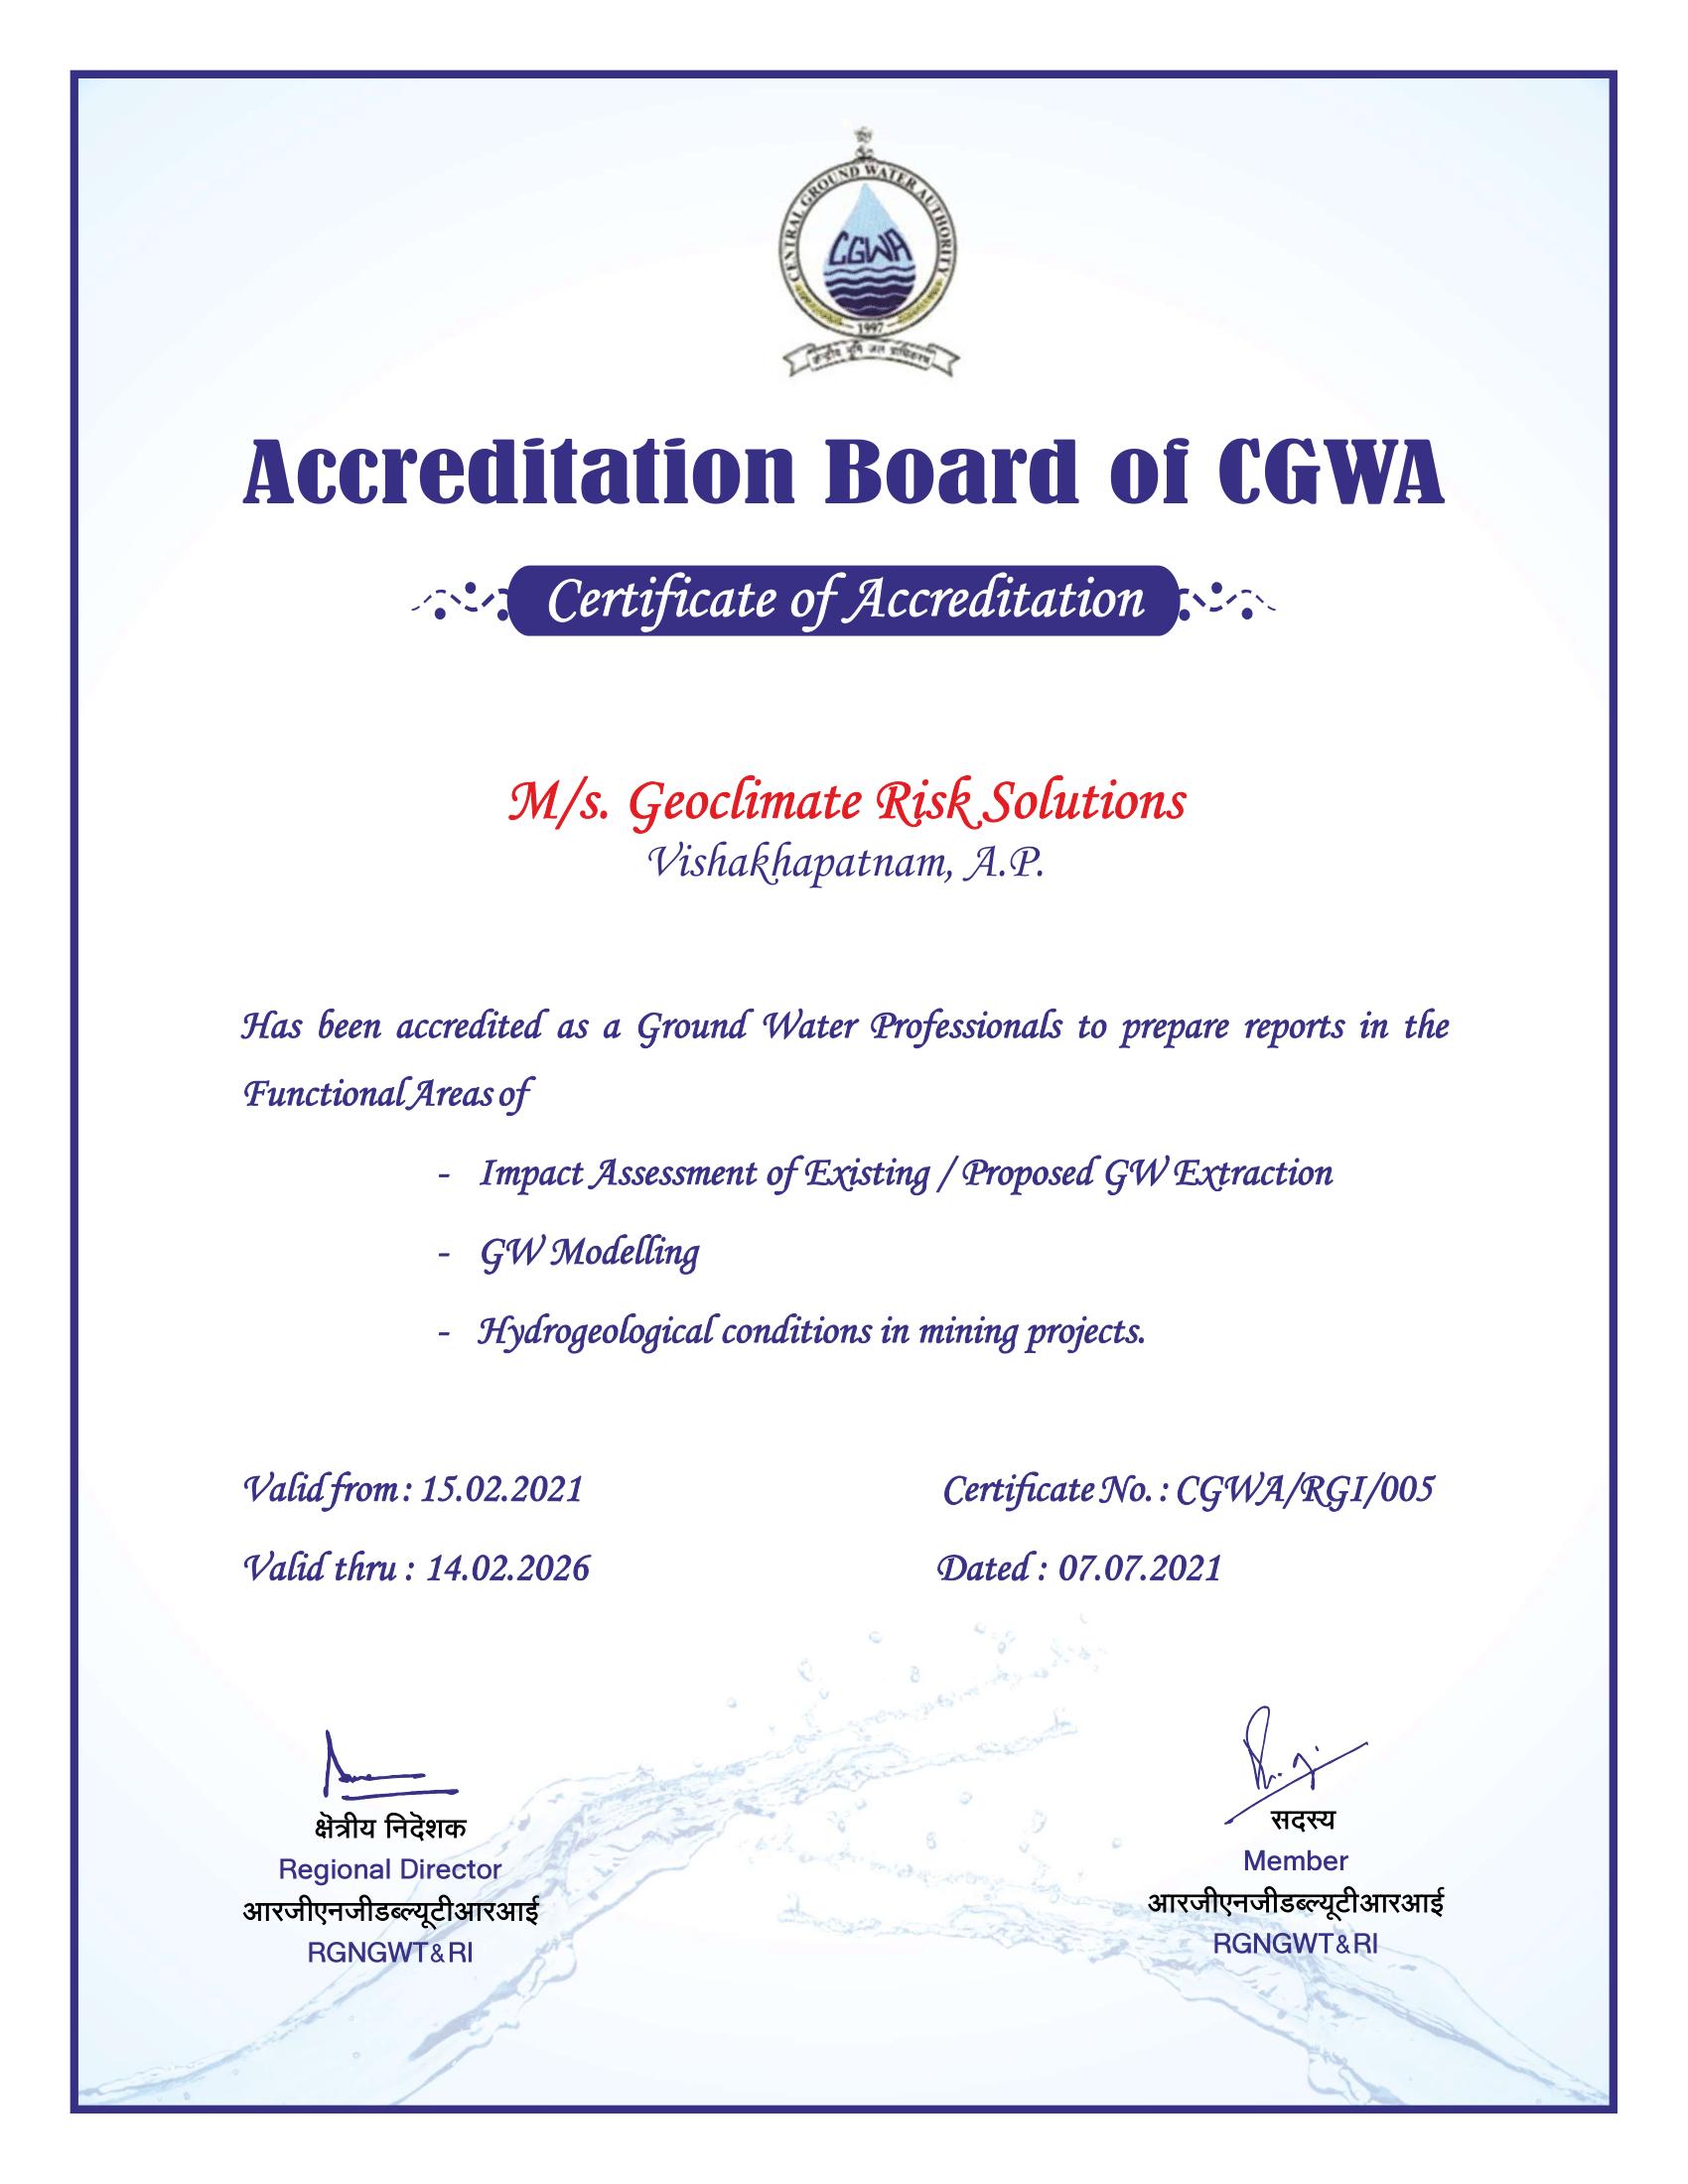 CENTRAL GROUND WATER AUTHORITY
CGWA
1997
केन्द्रीय भूमि जल प्राधिकरण
Accreditation Board of CGWA
Certificate of Accreditation
M/s. Geoclimate Risk Solutions
Vishakhapatnam, A.P.
Has been accredited as a Ground Water Professionals to prepare reports in the
Functional Areas of
- Impact Assessment of Existing / Proposed GW Extraction
- GW Modelling
- Hydrogeological conditions in mining projects.
Valid from : 15.02.2021 Certificate No. : CGWA/RGI/005
Valid thru : 14.02.2026 Dated : 07.07.2021
क्षेत्रीय निदेशक
Regional Director
आरजीएनजीडब्ल्यूटीआरआई
RGNGWT&RI
सदस्य
Member
आरजीएनजीडब्ल्यूटीआरआई
RGNGWT&RI